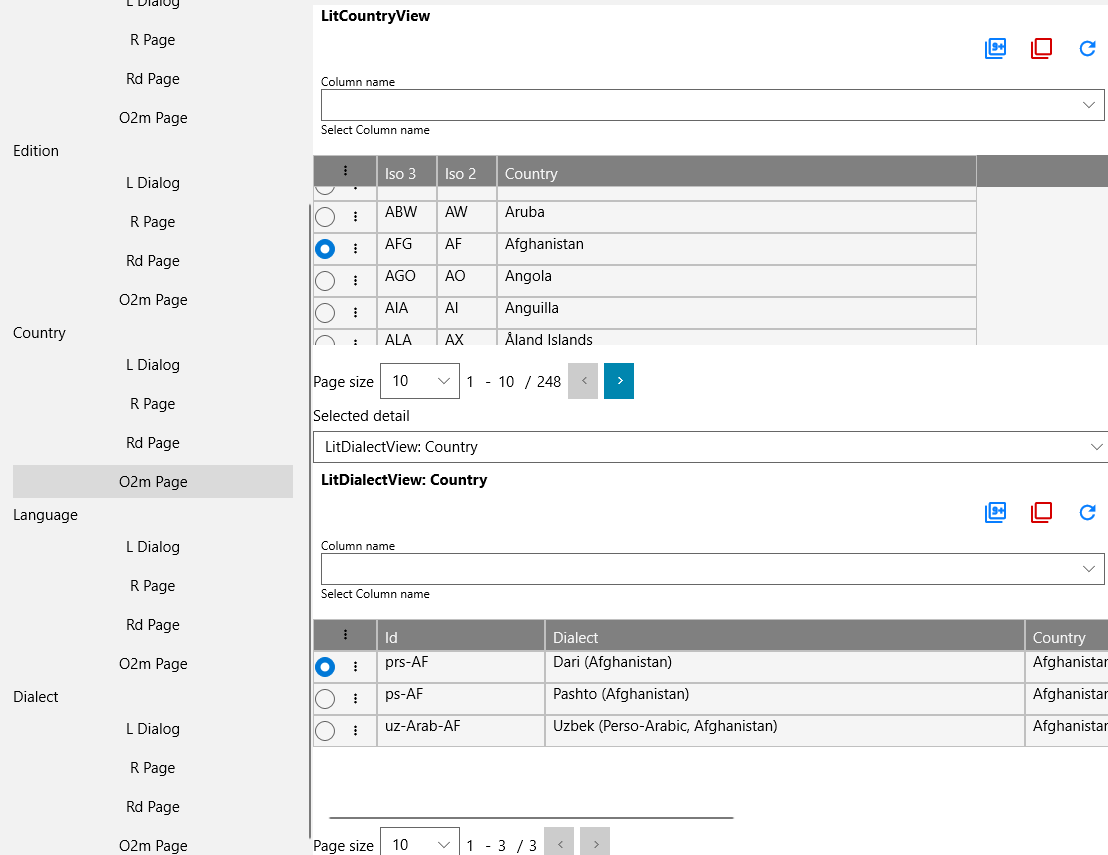 L Dialog
R Page
Rd Page
O2m Page
Edition
L Dialog
R Page
Rd Page
O2m Page
Country
L Dialog
R Page
Rd Page
O2m Page
Language
L Dialog
R Page
Rd Page
O2m Page
Dialect
L Dialog
R Page
Rd Page
O2m Page
LitCountryView
9+
Column name
Select Column name
Iso 3 Iso 2 Country
ABW AW Aruba
AFG AF Afghanistan
AGO AO Angola
AIA AI Anguilla
ALA AX Åland Islands
Page size 10 1 - 10 / 248
Selected detail
LitDialectView: Country
LitDialectView: Country
9+
Column name
Select Column name
Id Dialect Country
prs-AF Dari (Afghanistan) Afghanistan
ps-AF Pashto (Afghanistan) Afghanistan
uz-Arab-AF Uzbek (Perso-Arabic, Afghanistan) Afghanistan
Page size 10 1 - 3 / 3